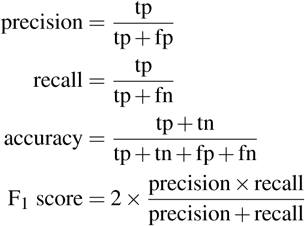 precision = tp / (tp + fp)
recall = tp / (tp + fn)
accuracy = (tp + tn) / (tp + tn + fp + fn)
F₁ score = 2 × (precision × recall) / (precision + recall)